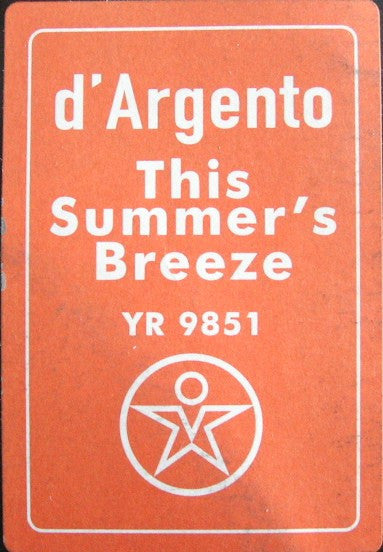 d'Argento
This
Summer's
Breeze
YR 9851